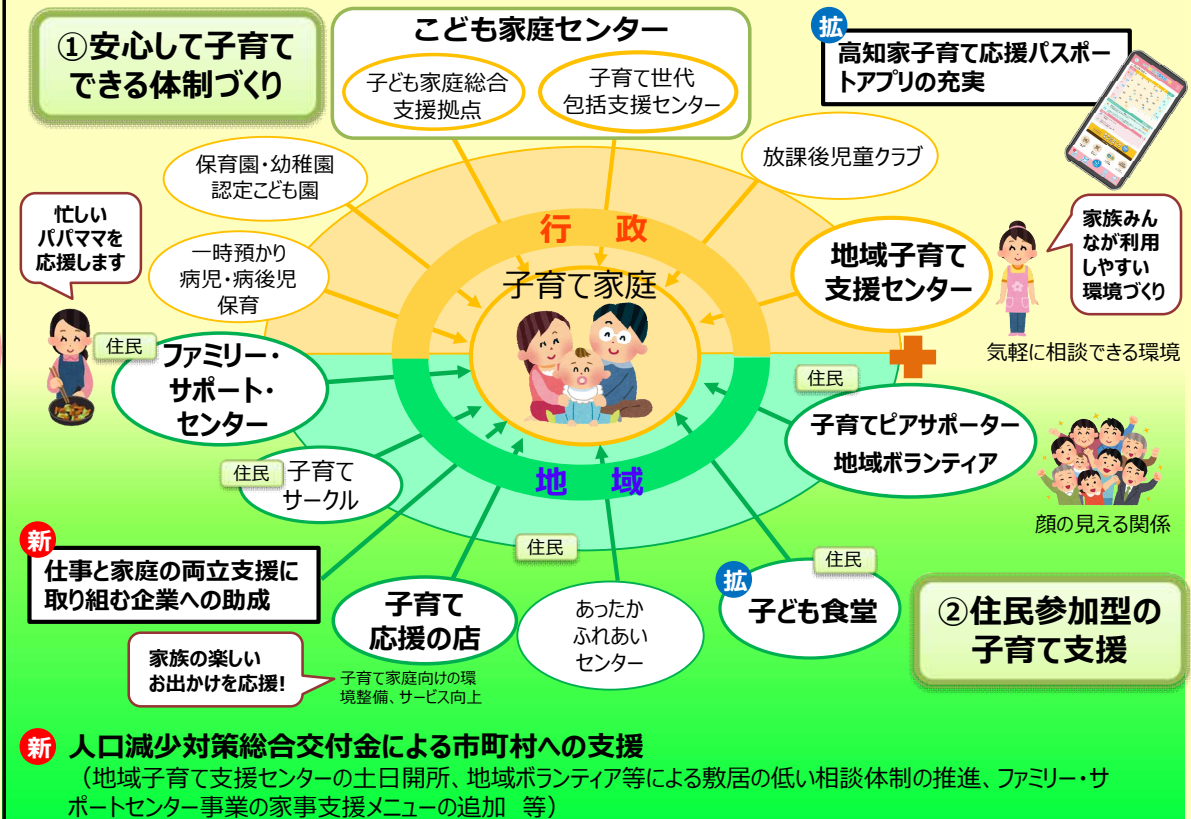 ①安心して子育て
できる体制づくり
こども家庭センター
子ども家庭総合
支援拠点
子育て世代
包括支援センター
拡
高知家子育て応援パスポー
トアプリの充実
保育園・幼稚園
認定こども園
放課後児童クラブ
忙しい
パパママを
応援します
一時預かり
病児・病後児
保育
行 政
子育て家庭
地域子育て
支援センター
家族みん
なが利用
しやすい
環境づくり
気軽に相談できる環境
住民
ファミリー・
サポート・
センター
住民
子育てピアサポーター
地域ボランティア
顔の見える関係
住民
子育て
サークル
地 域
新
仕事と家庭の両立支援に
取り組む企業への助成
子育て
応援の店
家族の楽しい
お出かけを応援!
子育て家庭向けの環
境整備、サービス向上
住民
あったか
ふれあい
センター
住民
拡
子ども食堂
②住民参加型の
子育て支援
新 人口減少対策総合交付金による市町村への支援
（地域子育て支援センターの土日開所、地域ボランティア等による敷居の低い相談体制の推進、ファミリー・サ
ポートセンター事業の家事支援メニューの追加 等）